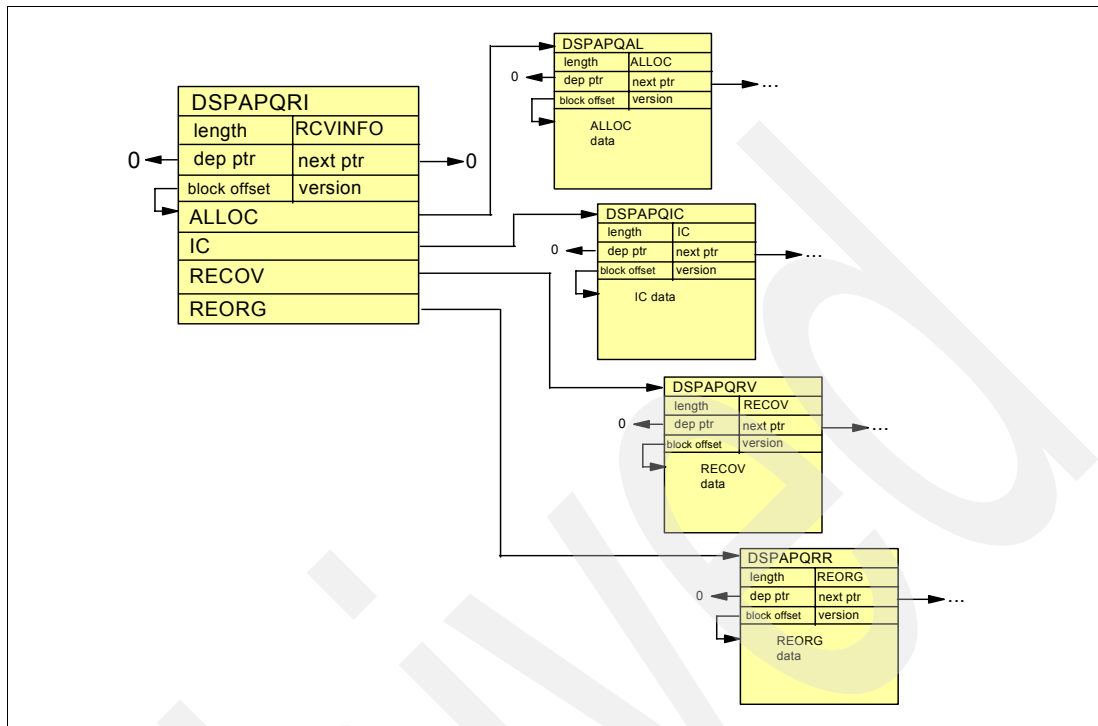 DSPAPQRI
length RCVINFO
0 dep ptr next ptr 0
block offset version
ALLOC
IC
RECOV
REORG
DSPAPQAL
length ALLOC
0 dep ptr next ptr ...
block offset version
ALLOC
data
DSPAPQIC
length IC
0 dep ptr next ptr ...
block offset version
IC data
DSPAPQRV
length RECOV
0 dep ptr next ptr ...
block offset version
RECOV
data
DSPAPQRR
length REORG
0 dep ptr next ptr ...
block offset version
REORG
data